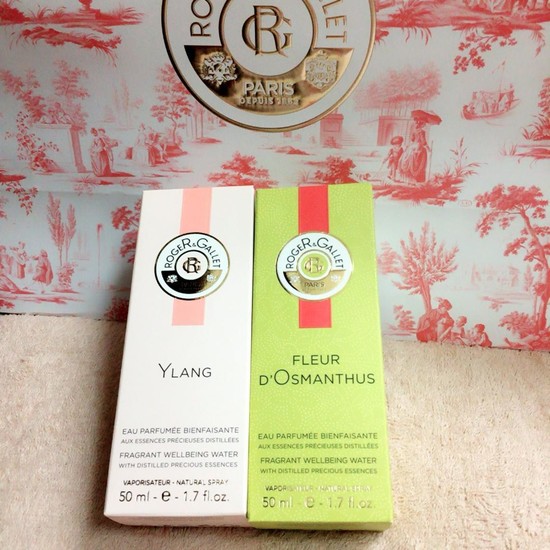 ROGER & GALLET
PARIS
DEPUIS 1862
ROGER & GALLET
YLANG
EAU PARFUMÉE BIENFAISANTE
AUX ESSENCES PRÉCIEUSES DISTILLÉES
FRAGRANT WELLBEING WATER
WITH DISTILLED PRECIOUS ESSENCES
VAPORISATEUR - NATURAL SPRAY
50 ml - e - 1.7 fl.oz.
ROGER & GALLET
PARIS
FLEUR
D'OSMANTHUS
EAU PARFUMÉE BIENFAISANTE
AUX ESSENCES PRÉCIEUSES DISTILLÉES
FRAGRANT WELLBEING WATER
WITH DISTILLED PRECIOUS ESSENCES
VAPORISATEUR - NATURAL SPRAY
50 ml - e - 1.7 fl.oz.